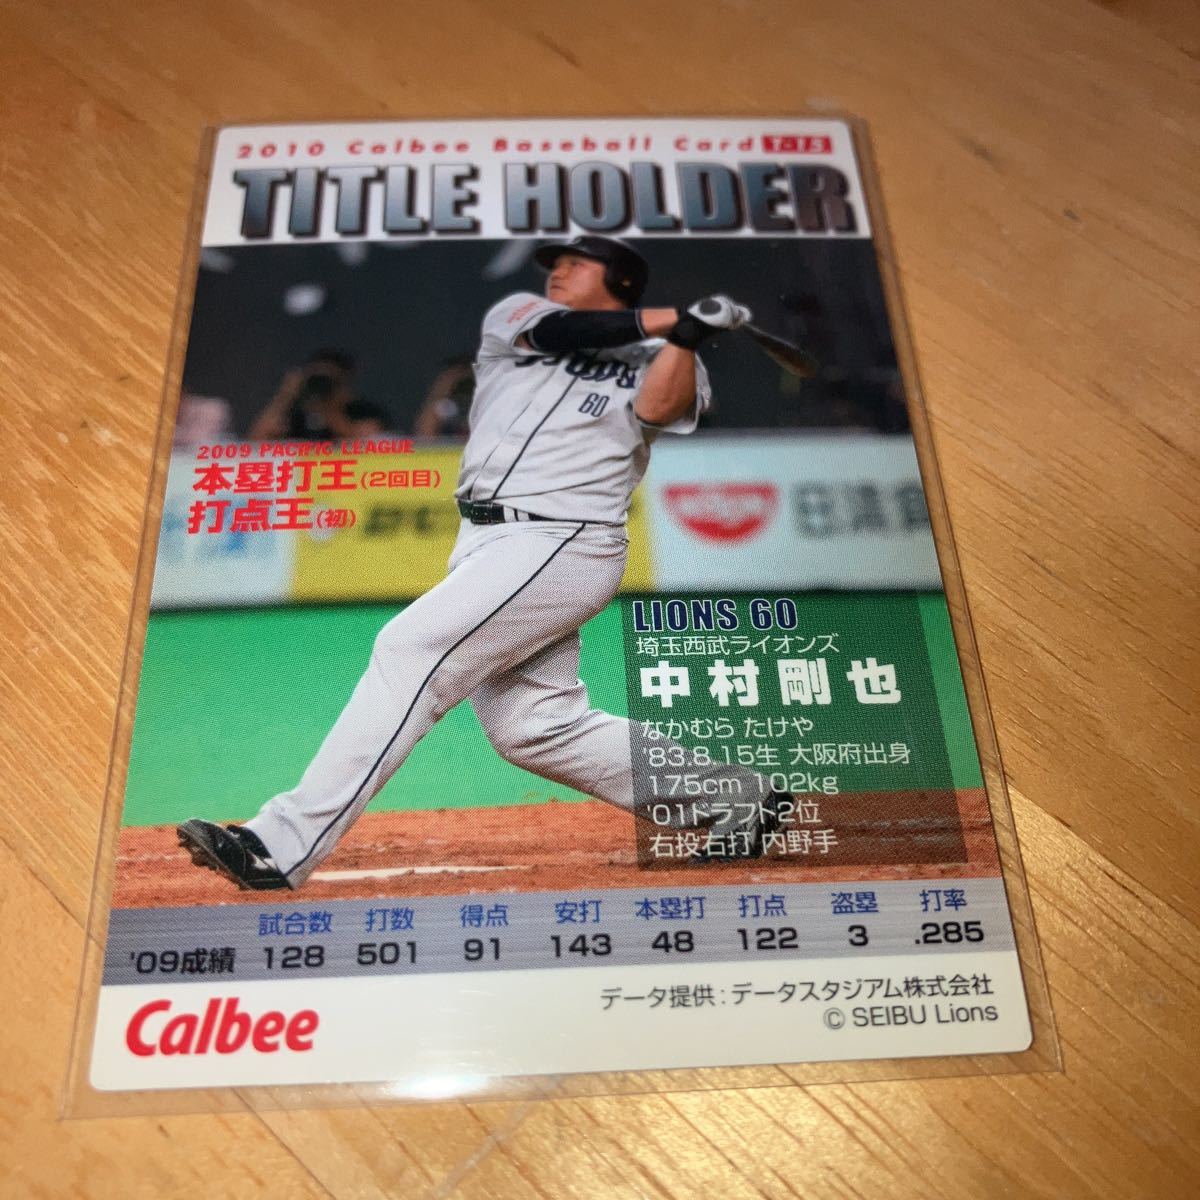 2010 Calbee Baseball Card T-15
TITLE HOLDER
60
2009 PACIFIC LEAGUE
本塁打王(2回目)
打点王(初)
日清食
LIONS 60
埼玉西武ライオンズ
中村剛也
なかむら たけや
'83.8.15生 大阪府出身
175cm 102kg
'01ドラフト2位
右投右打 内野手
試合数 打数 得点 安打 本塁打 打点 盗塁 打率
'09成績 128 501 91 143 48 122 3 .285
Calbee
データ提供:データスタジアム株式会社
© SEIBU Lions